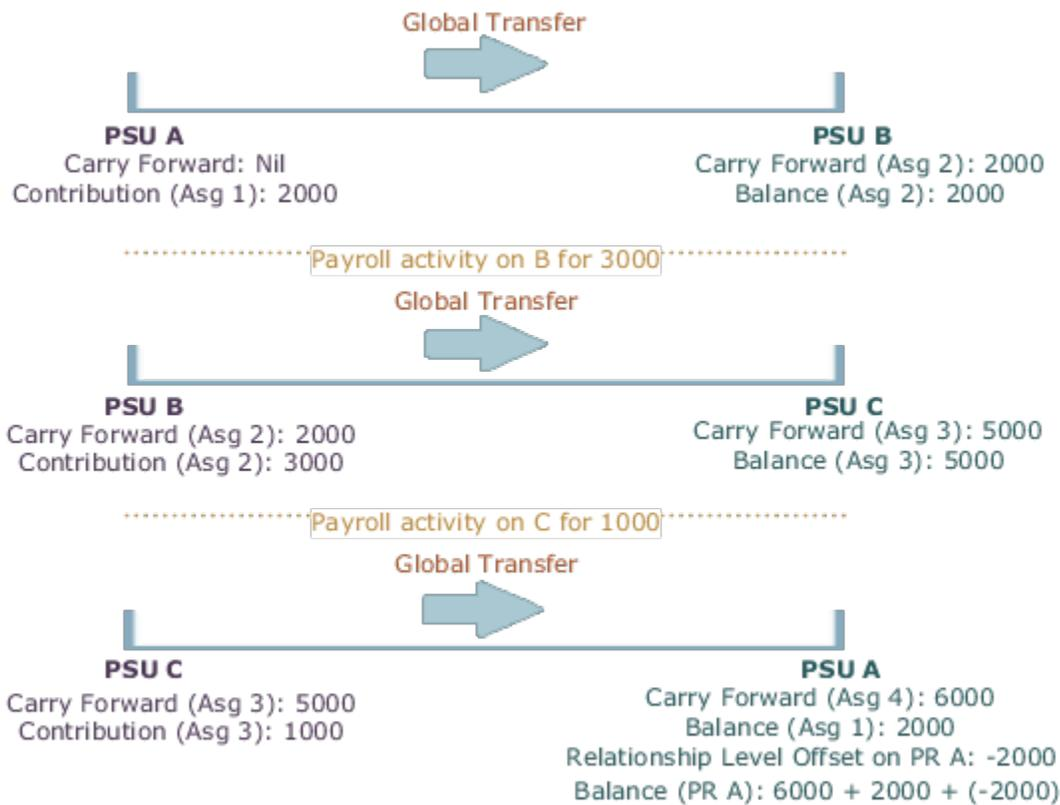 Global Transfer
PSU A
Carry Forward: Nil
Contribution (Asg 1): 2000
PSU B
Carry Forward (Asg 2): 2000
Balance (Asg 2): 2000
Payroll activity on B for 3000
Global Transfer
PSU B
Carry Forward (Asg 2): 2000
Contribution (Asg 2): 3000
PSU C
Carry Forward (Asg 3): 5000
Balance (Asg 3): 5000
Payroll activity on C for 1000
Global Transfer
PSU C
Carry Forward (Asg 3): 5000
Contribution (Asg 3): 1000
PSU A
Carry Forward (Asg 4): 6000
Balance (Asg 1): 2000
Relationship Level Offset on PR A: -2000
Balance (PR A): 6000 + 2000 + (-2000)